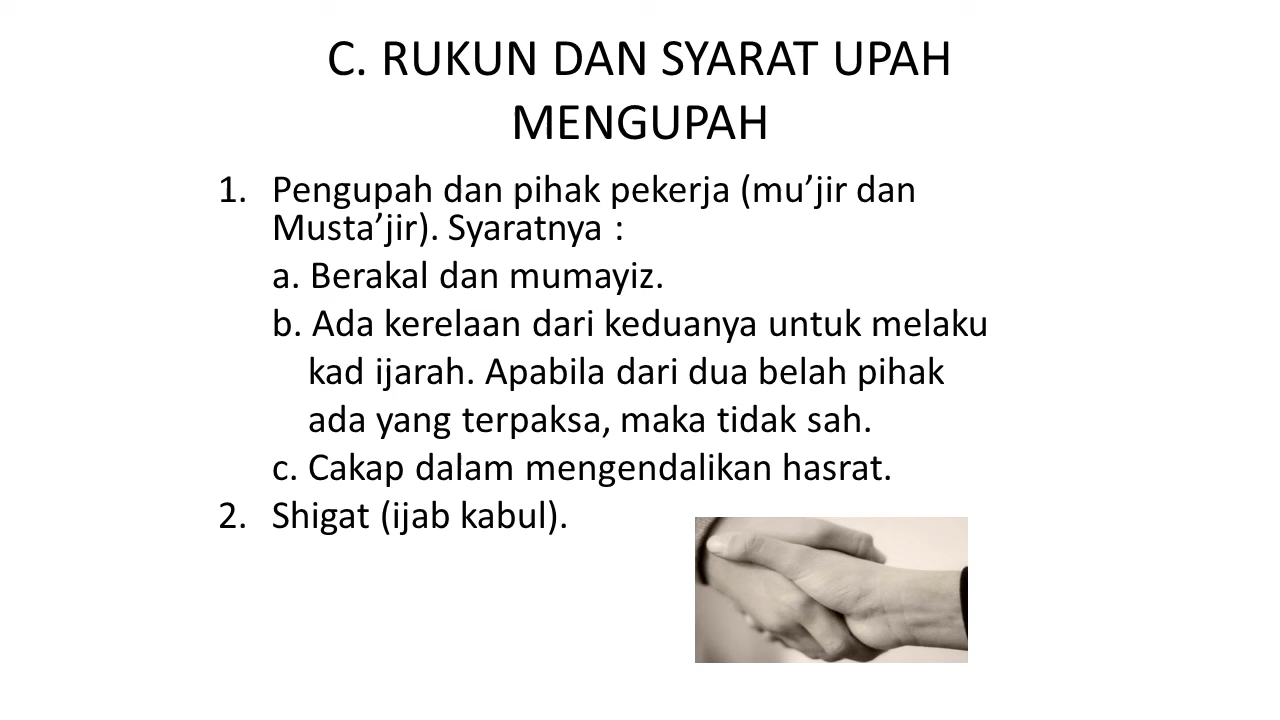 C. RUKUN DAN SYARAT UPAH
MENGUPAH
1. Pengupah dan pihak pekerja (mu’jir dan
Musta’jir). Syaratnya :
a. Berakal dan mumayiz.
b. Ada kerelaan dari keduanya untuk melaku
kad ijarah. Apabila dari dua belah pihak
ada yang terpaksa, maka tidak sah.
c. Cakap dalam mengendalikan hasrat.
2. Shigat (ijab kabul).